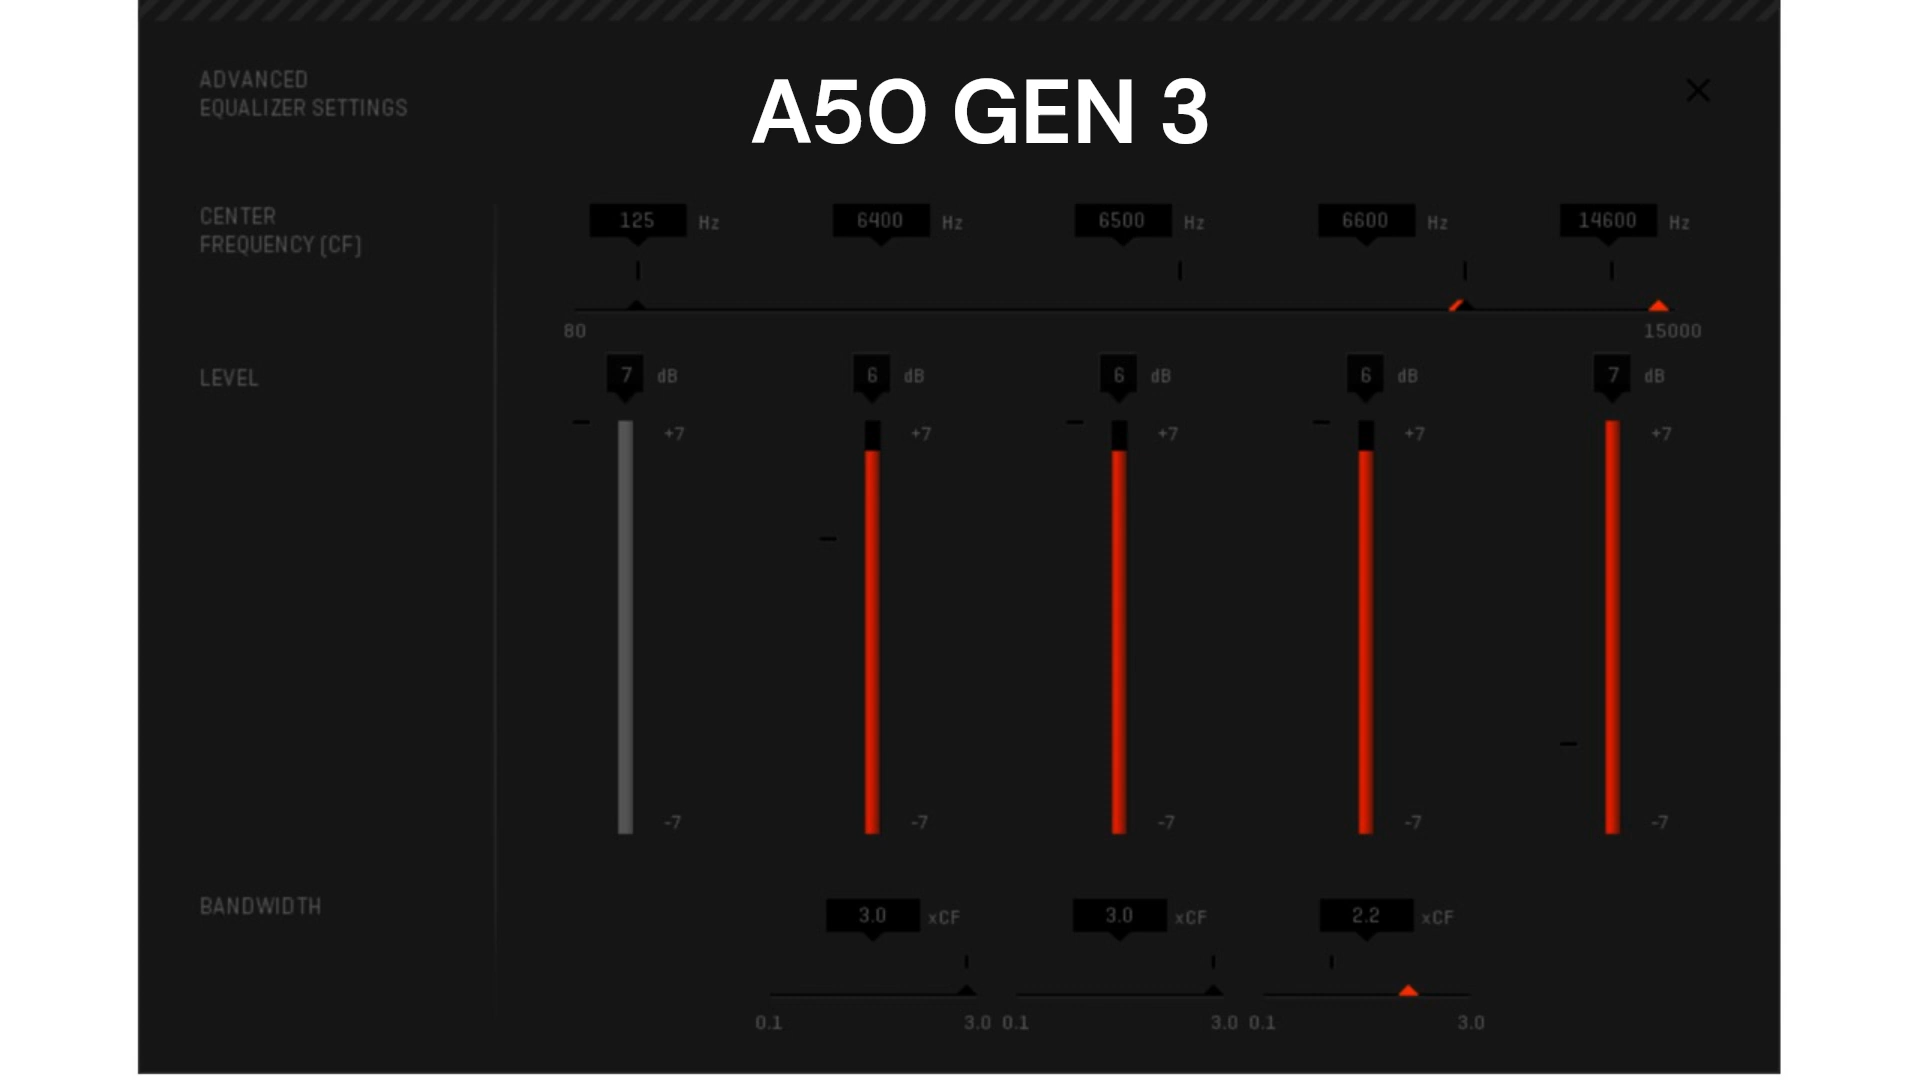 ADVANCED
EQUALIZER SETTINGS
A50 GEN 3
CENTER
FREQUENCY (CF)
125 Hz 6400 Hz 6500 Hz 6600 Hz 14600 Hz
80 15000
LEVEL
7 dB 6 dB 6 dB 6 dB 7 dB
+7 +7 +7 +7 +7
-7 -7 -7 -7 -7
BANDWIDTH
3.0 xCF 3.0 xCF 2.2 xCF
0.1 3.0 0.1 3.0 0.1 3.0